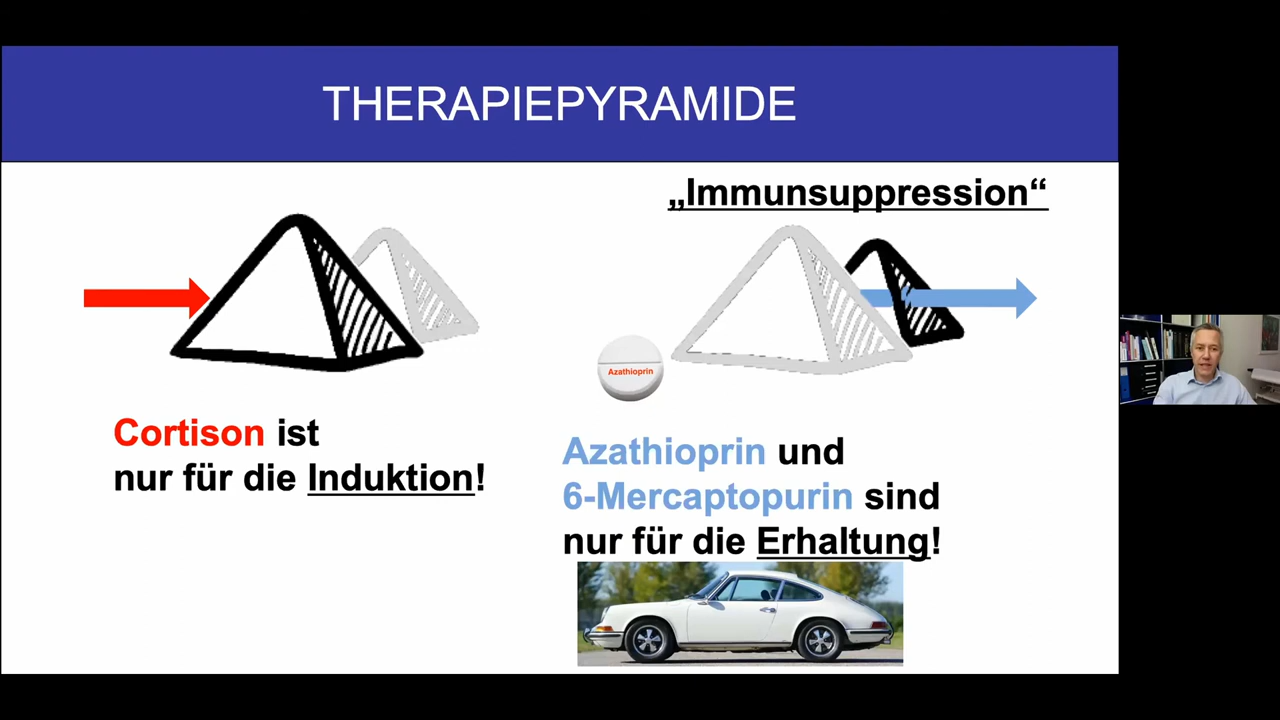 THERAPIEPYRAMIDE
„Immunsuppression“
Azathioprin
Cortison ist
nur für die Induktion!
Azathioprin und
6-Mercaptopurin sind
nur für die Erhaltung!